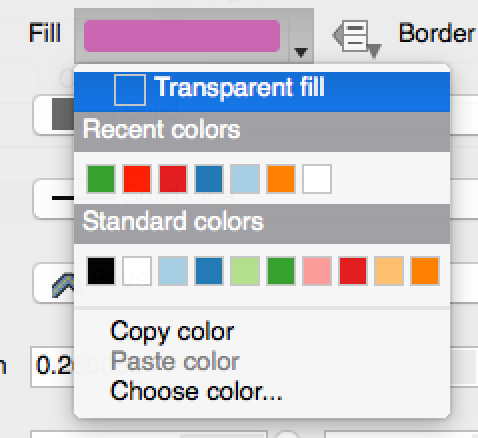 Fill
Border
Transparent fill
Recent colors
Standard colors
Copy color
Paste color
Choose color...
0.2